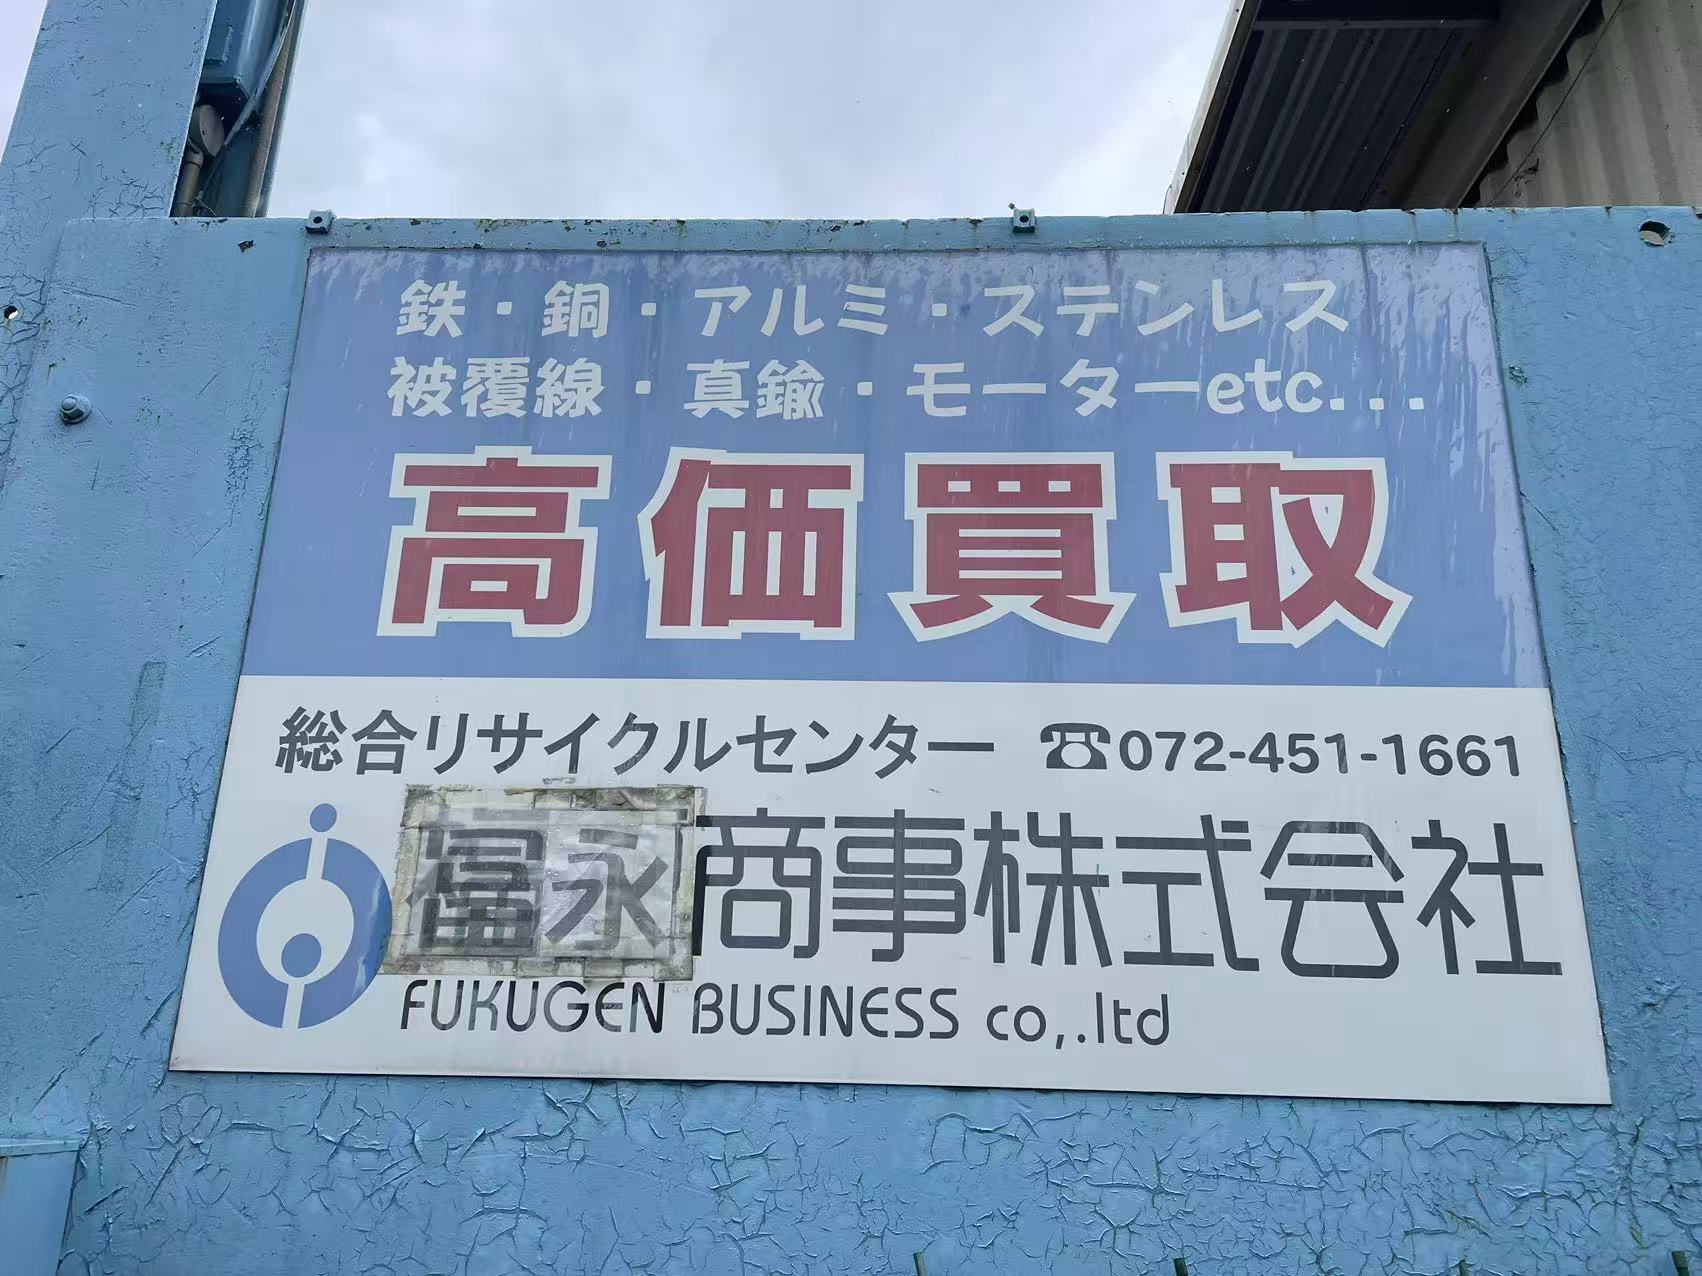 鉄・銅・アルミ・ステンレス
被覆線・真鍮・モーターetc...
高価買取
総合リサイクルセンター ☎072-451-1661
冨永商事株式会社
FUKUGEN BUSINESS co,.ltd